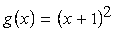 g(x) = (x + 1)²